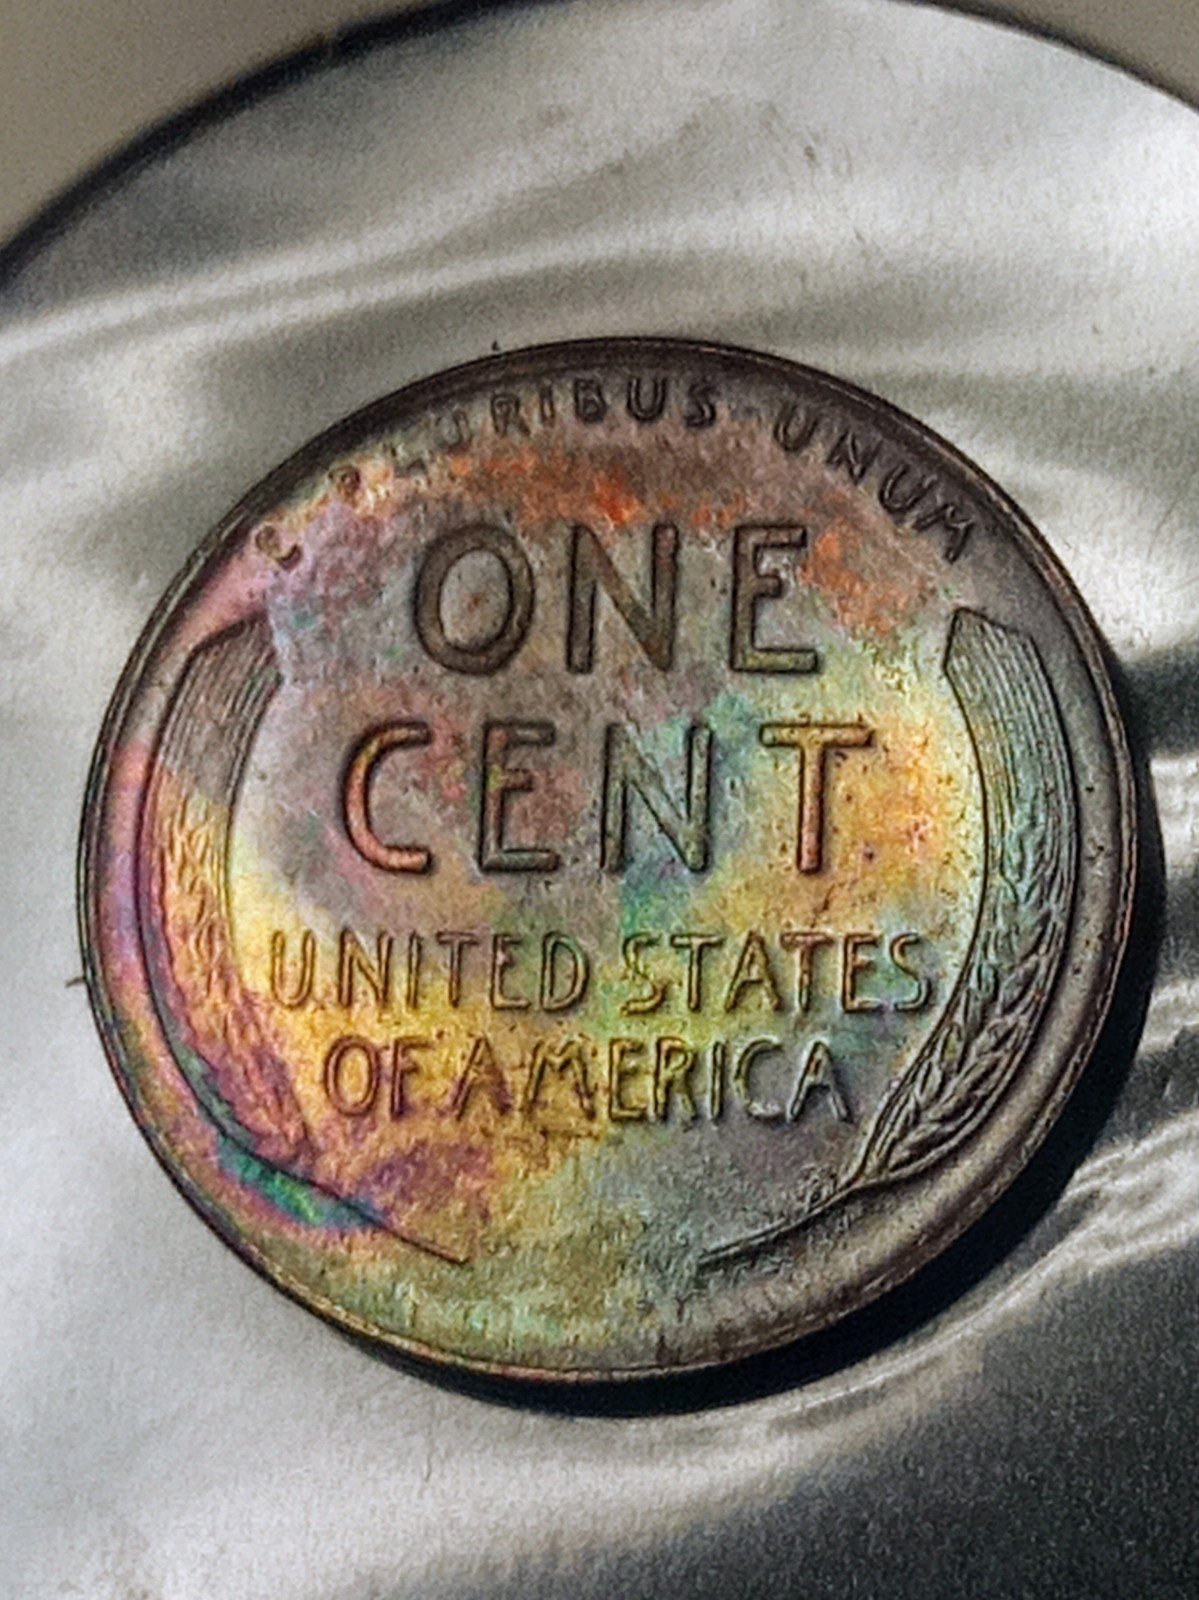 E PLURIBUS UNUM
ONE
CENT
UNITED STATES
OF AMERICA